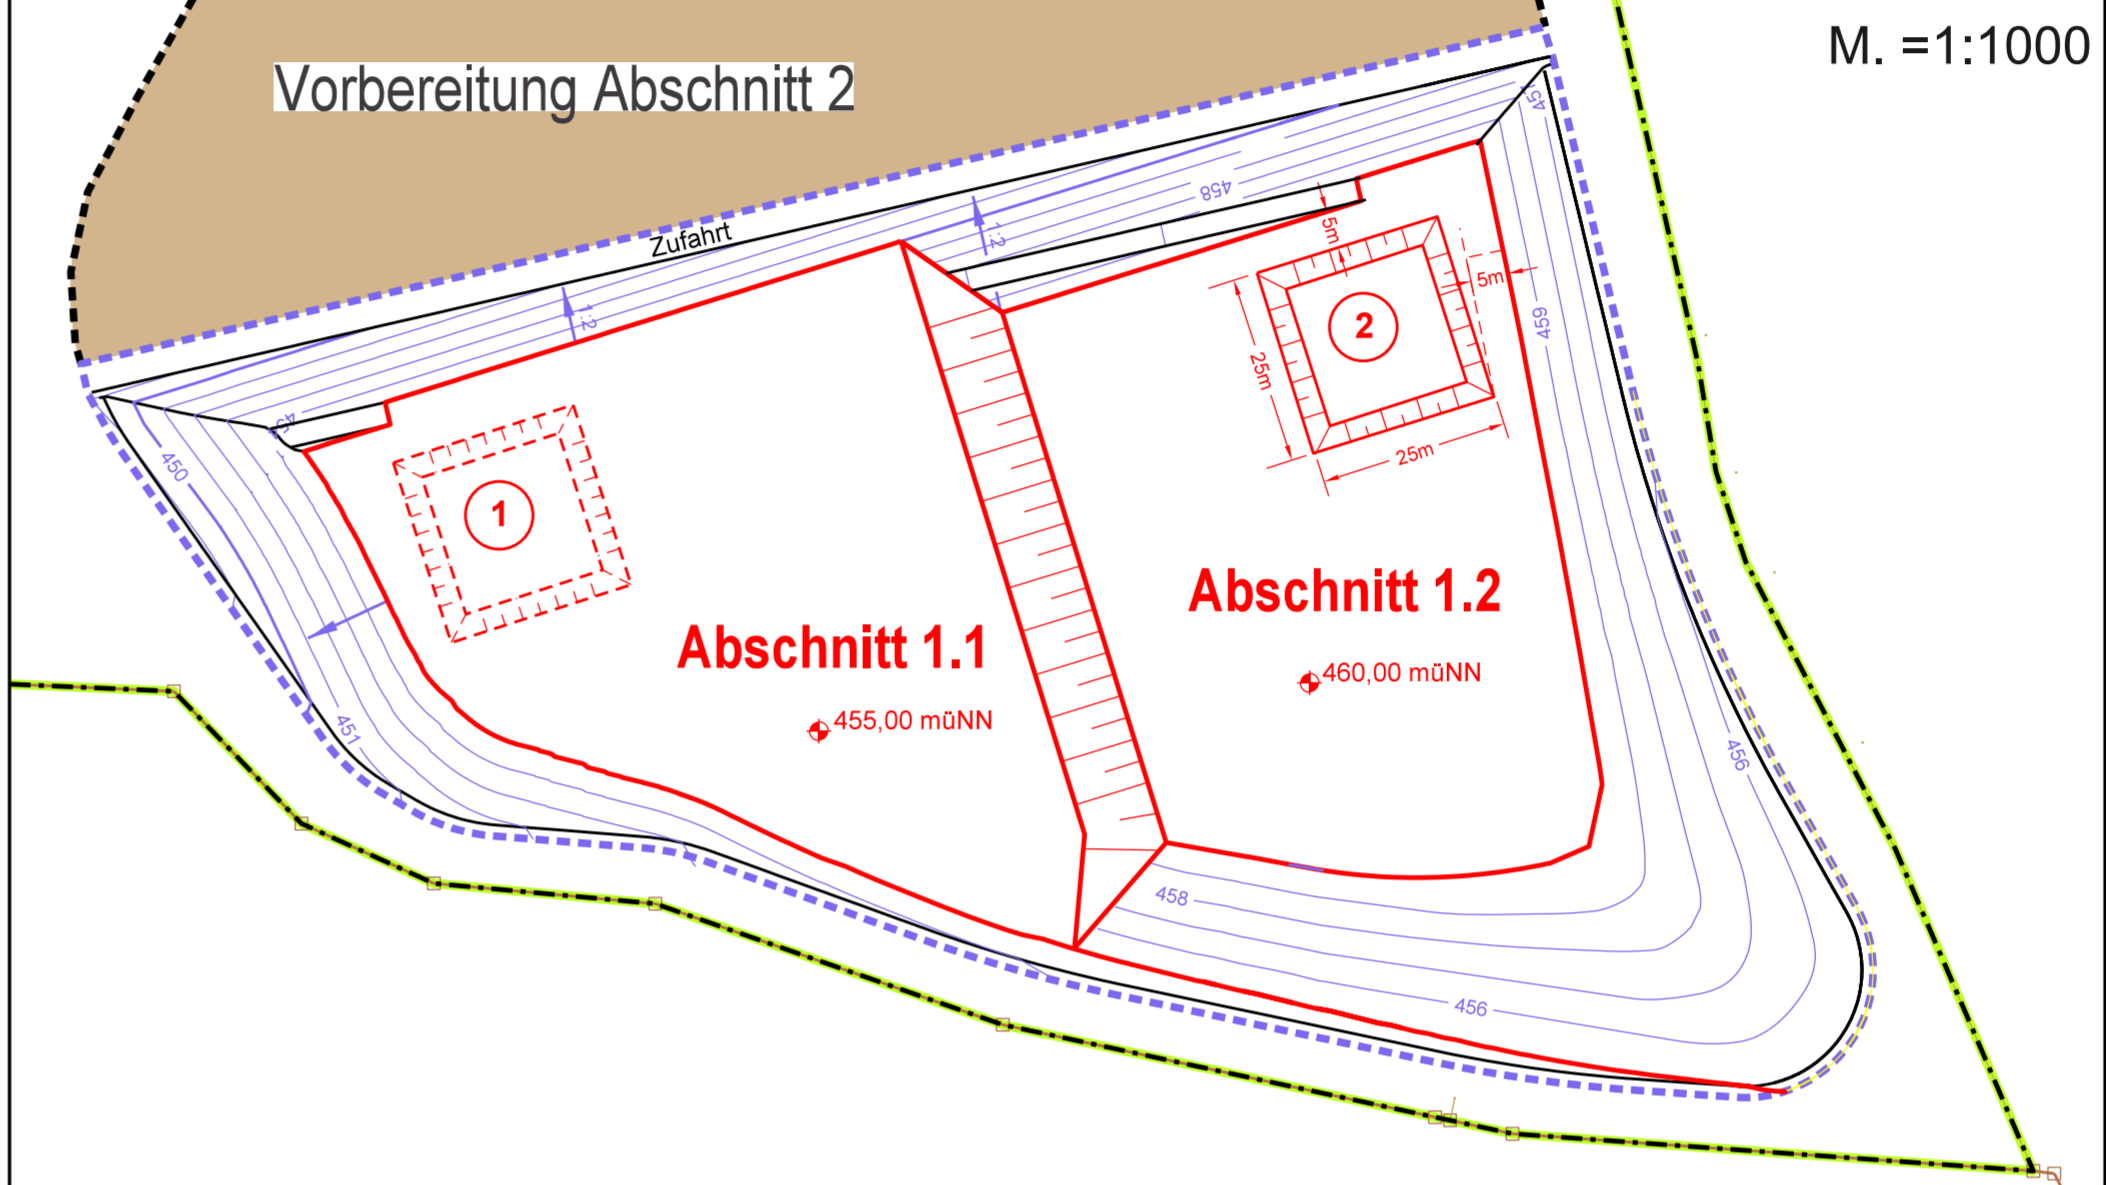 M. =1:1000
Vorbereitung Abschnitt 2
457
458
Zufahrt
1:2
5m
5m
1:2
459
2
25m
25m
450
1
Abschnitt 1.2
Abschnitt 1.1
460,00 müNN
455,00 müNN
451
456
458
456